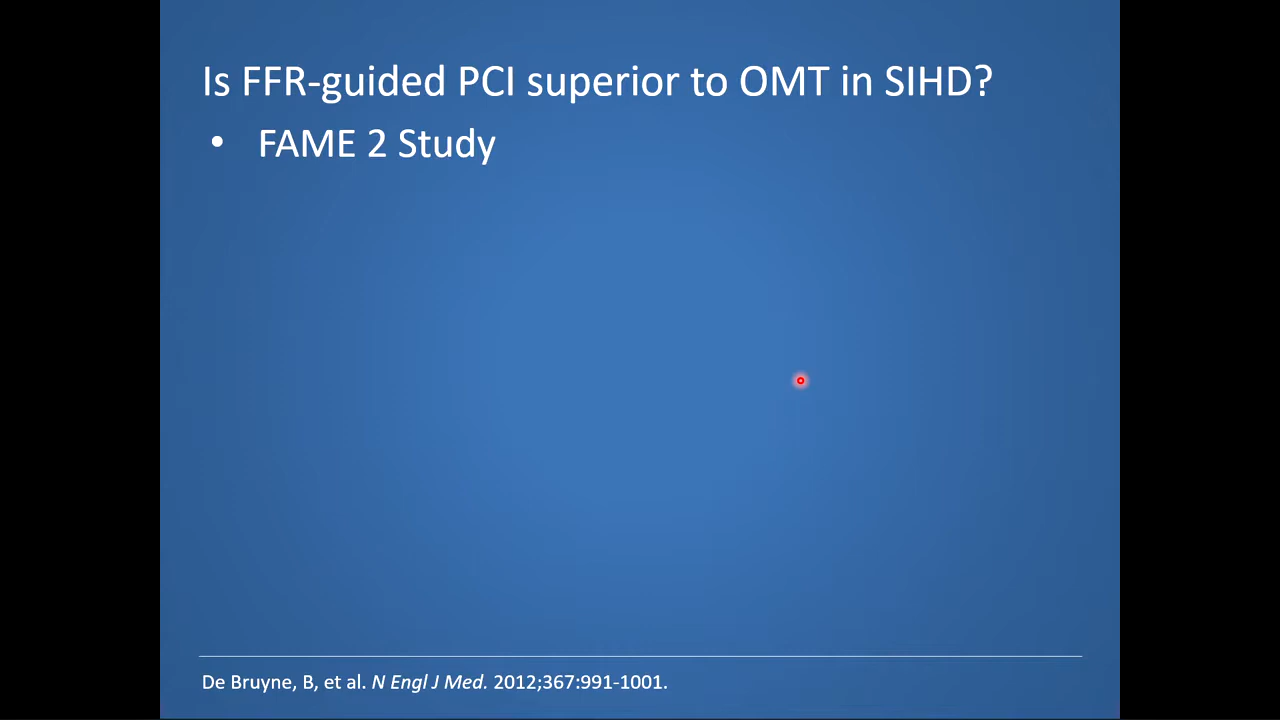 Is FFR-guided PCI superior to OMT in SIHD?
• FAME 2 Study
De Bruyne, B, et al. N Engl J Med. 2012;367:991-1001.